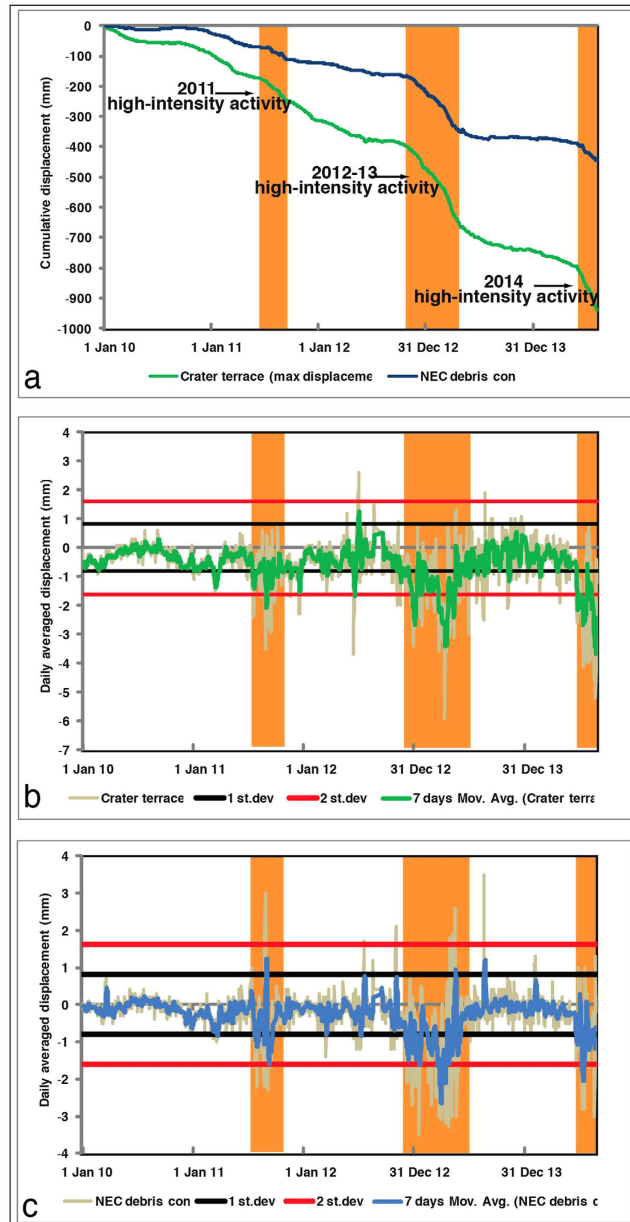 0
-100
-200
-300
-400
-500
-600
-700
-800
-900
-1000
Cumulative displacement (mm)
2011
high-intensity activity
2012-13
high-intensity activity
2014
high-intensity activity
1 Jan 10 1 Jan 11 1 Jan 12 31 Dec 12 31 Dec 13
a
Crater terrace (max displaceme NEC debris con
4
3
2
1
0
-1
-2
-3
-4
-5
-6
-7
Daily averaged displacement (mm)
1 Jan 10 1 Jan 11 1 Jan 12 31 Dec 12 31 Dec 13
b
Crater terrace 1 st.dev 2 st.dev 7 days Mov. Avg. (Crater terra
4
3
2
1
0
-1
-2
-3
-4
Daily averaged displacement (mm)
1 Jan 10 1 Jan 11 1 Jan 12 31 Dec 12 31 Dec 13
c
NEC debris con 1 st.dev 2 st.dev 7 days Mov. Avg. (NEC debris c